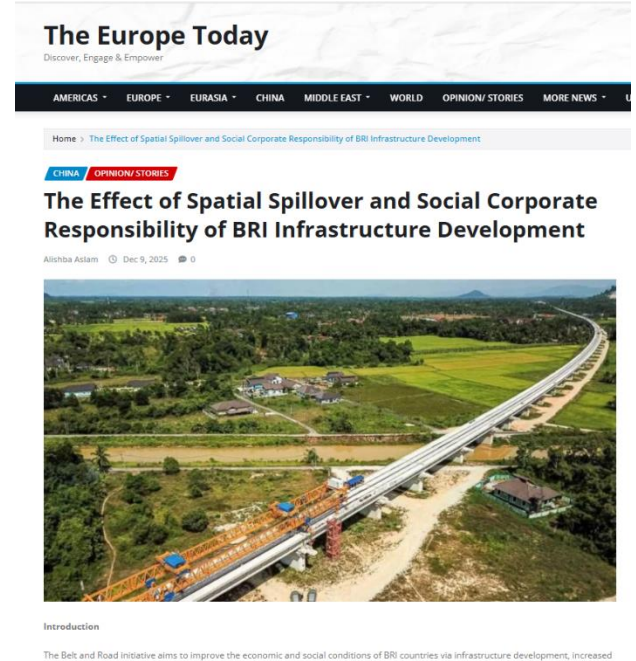 The Europe Today
Discover, Engage & Empower
AMERICAS EUROPE EURASIA CHINA MIDDLE EAST WORLD OPINION/ STORIES MORE NEWS U
Home > The Effect of Spatial Spillover and Social Corporate Responsibility of BRI Infrastructure Development
CHINA OPINION/ STORIES
The Effect of Spatial Spillover and Social Corporate
Responsibility of BRI Infrastructure Development
Alishba Aslam Dec 9, 2025 0
Introduction
The Belt and Road initiative aims to improve the economic and social conditions of BRI countries via infrastructure development, increased